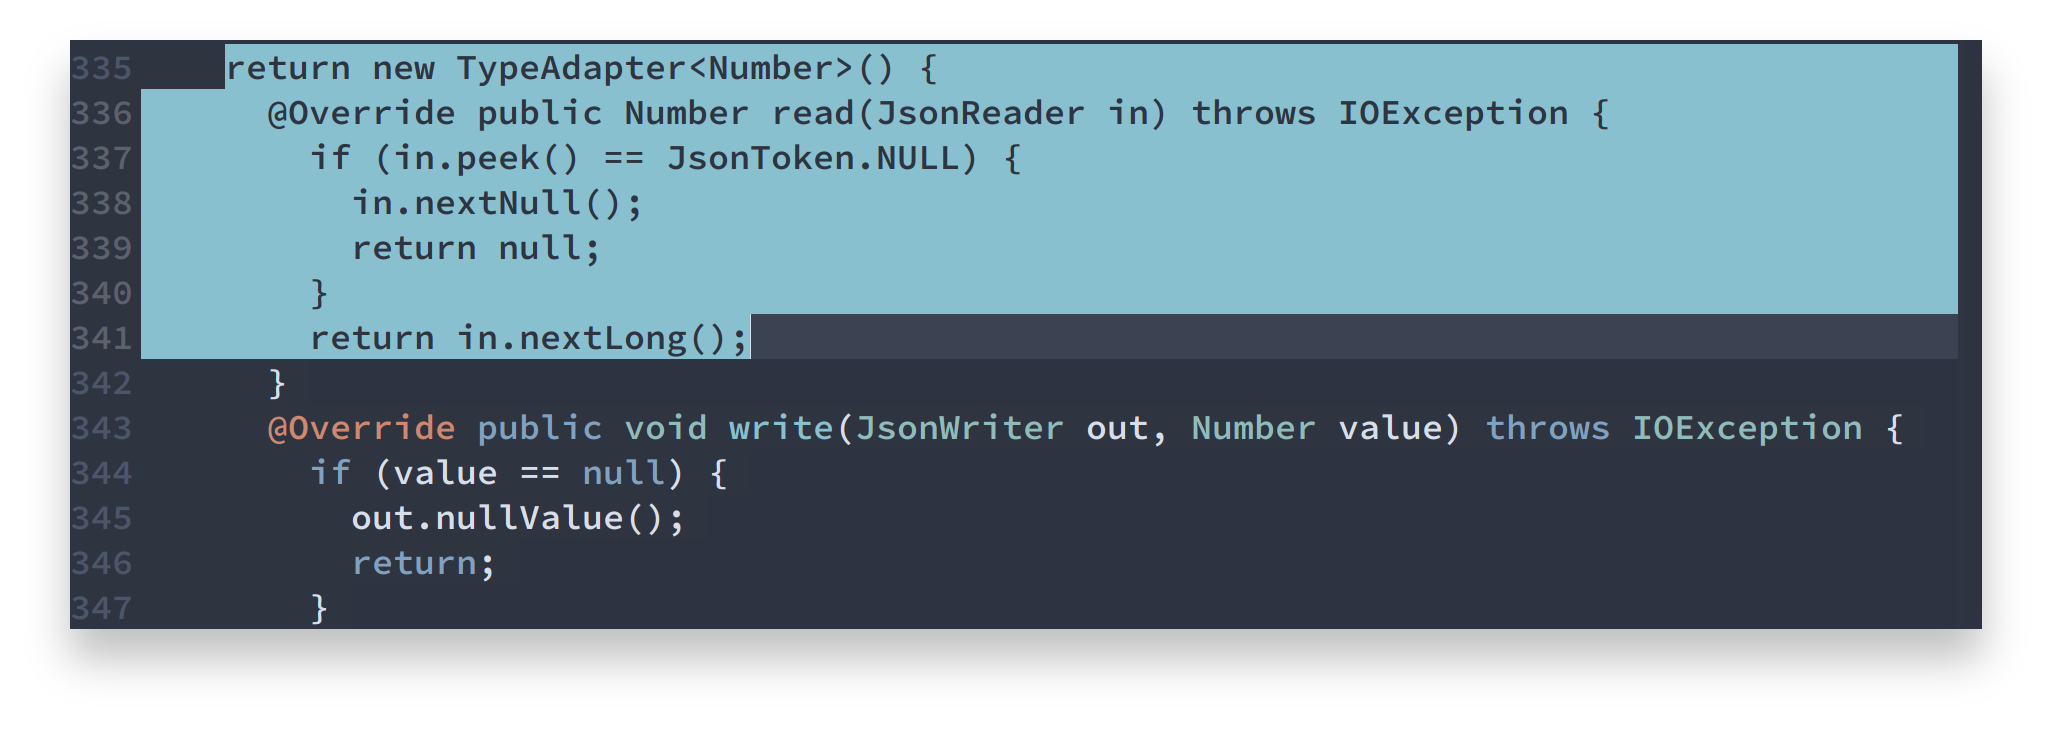 335 return new TypeAdapter<Number>() {
336 @Override public Number read(JsonReader in) throws IOException {
337 if (in.peek() == JsonToken.NULL) {
338 in.nextNull();
339 return null;
340 }
341 return in.nextLong();
342 }
343 @Override public void write(JsonWriter out, Number value) throws IOException {
344 if (value == null) {
345 out.nullValue();
346 return;
347 }